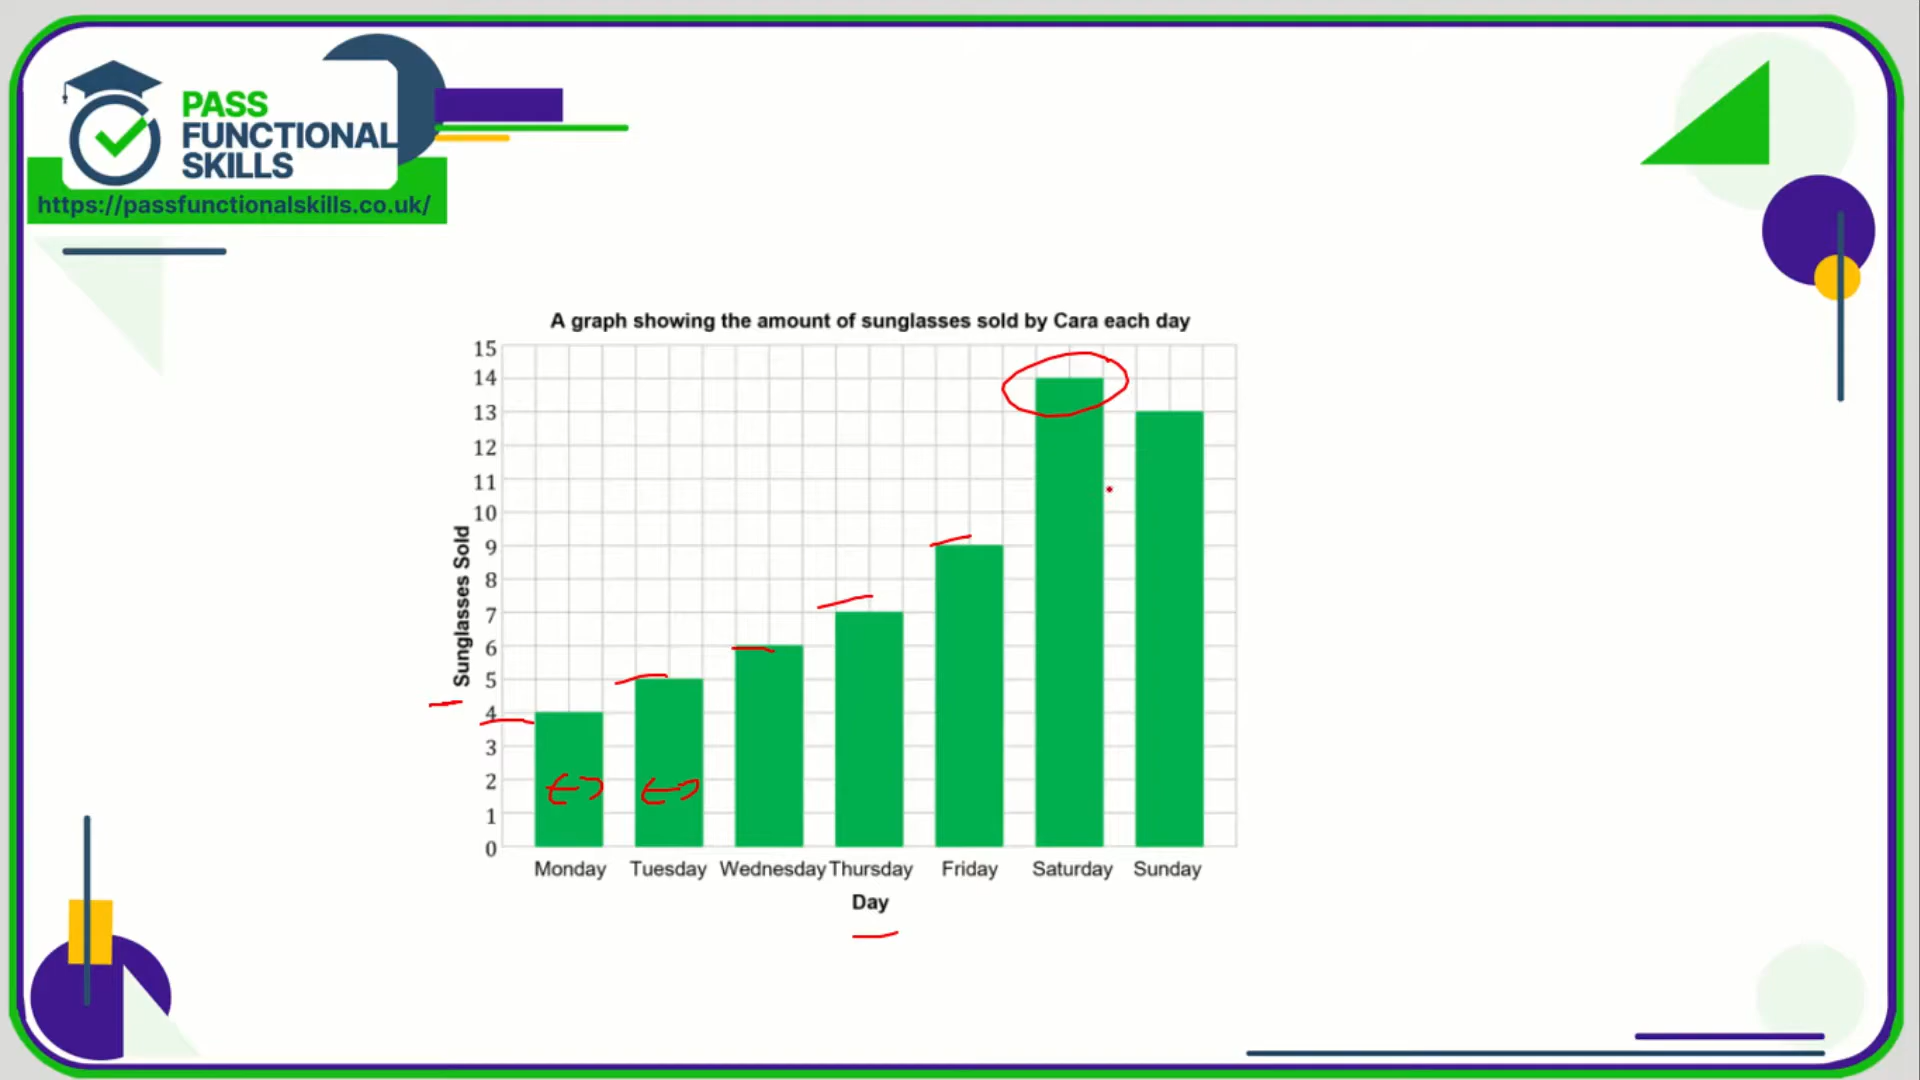 PASS
FUNCTIONAL
SKILLS
https://passfunctionalskills.co.uk/
A graph showing the amount of sunglasses sold by Cara each day
15
14
13
12
11
10
9
8
7
6
5
4
3
2
1
0
Sunglasses Sold
Monday Tuesday Wednesday Thursday Friday Saturday Sunday
Day